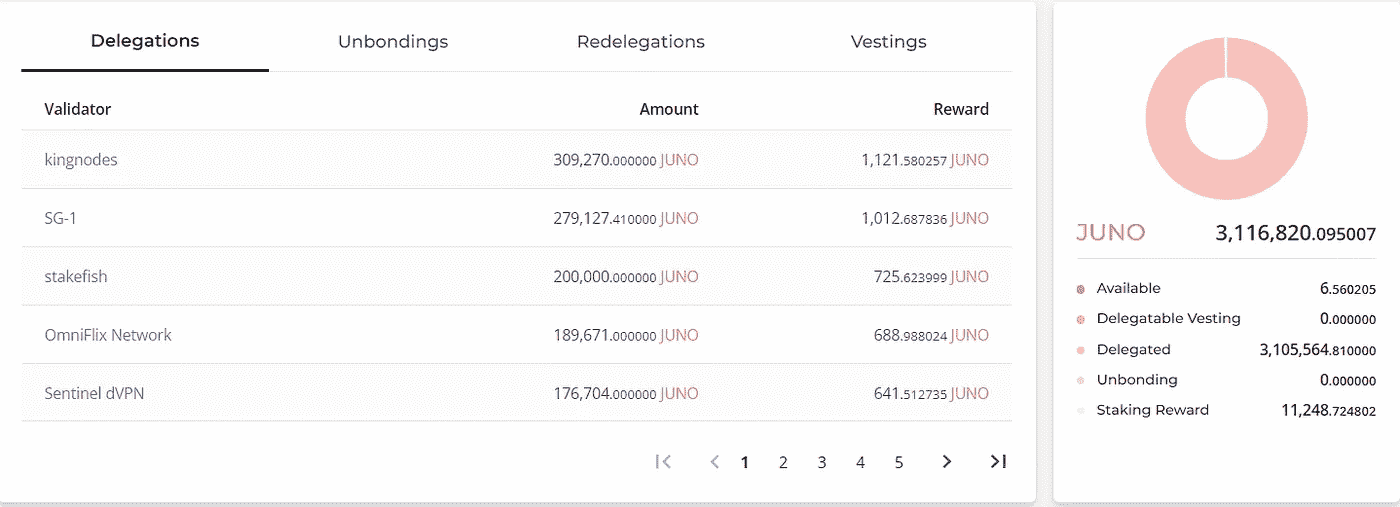 Delegations Unbondings Redelegations Vestings
Validator Amount Reward
kingnodes 309,270.000000 JUNO 1,121.580257 JUNO
SG-1 279,127.410000 JUNO 1,012.687836 JUNO
stakefish 200,000.000000 JUNO 725.623999 JUNO
OmniFlix Network 189,671.000000 JUNO 688.988024 JUNO
Sentinel dVPN 176,704.000000 JUNO 641.512735 JUNO
1 2 3 4 5
JUNO 3,116,820.095007
Available 6.560205
Delegatable Vesting 0.000000
Delegated 3,105,564.810000
Unbonding 0.000000
Staking Reward 11,248.724802